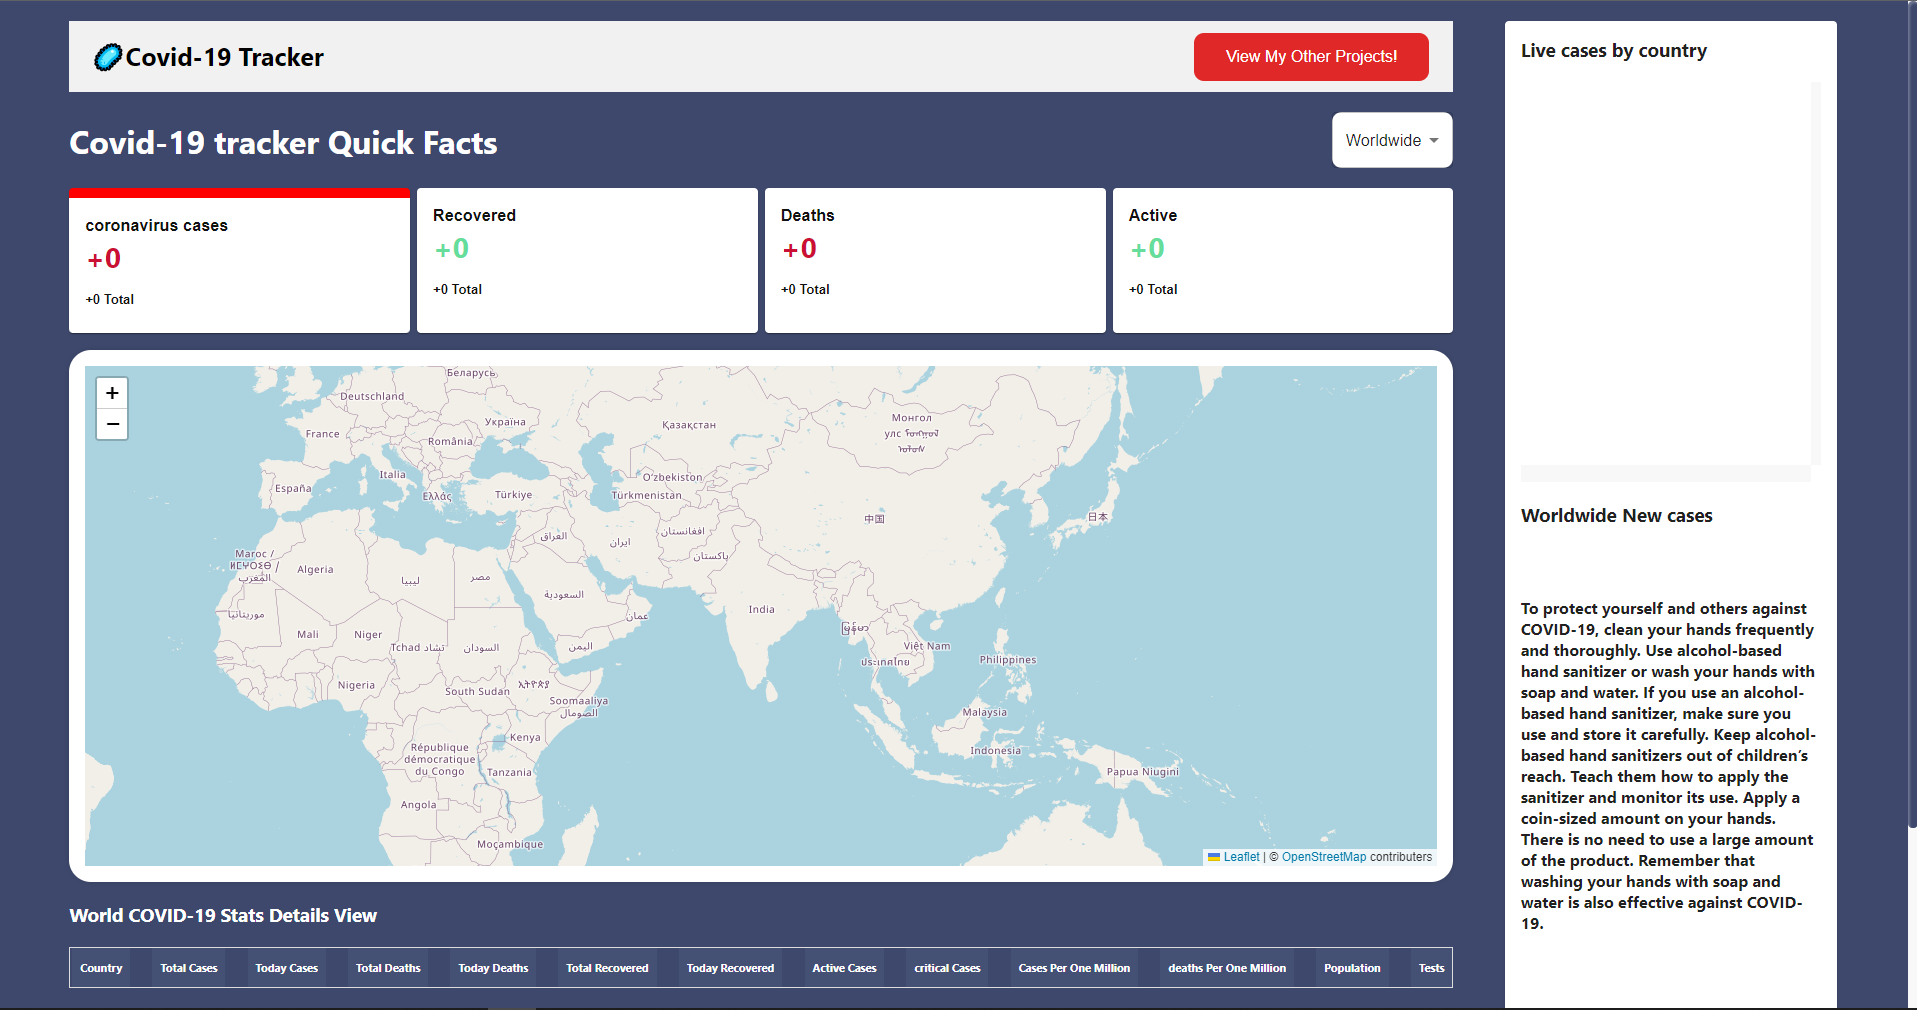 Covid-19 Tracker
View My Other Projects!
Covid-19 tracker Quick Facts
Worldwide
coronavirus cases
+0
+0 Total
Recovered
+0
+0 Total
Deaths
+0
+0 Total
Active
+0
+0 Total
+
−
Беларусь
Deutschland
Україна
France
Қазақстан
Монгол
улс
România
Italia
Oʻzbekiston
España
Ελλάς
Türkiye
Türkmenistan
中国
日本
افغانستان
العراق
ایران
پاکستان
Maroc /
ⵍⵎⵖⵔⵉⴱ /
المغرب
Algeria
ليبيا
مصر
السعودية
India
موريتانيا
عمان
မြန်မာ
Mali
Niger
Tchad تشاد
السودان
اليمن
Việt Nam
ประเทศไทย
Philippines
Nigeria
South Sudan
ኢትዮጵያ
Soomaaliya
الصومال
Malaysia
Kenya
République
démocratique
du Congo
Indonesia
Tanzania
Papua Niugini
Angola
Moçambique
Leaflet | © OpenStreetMap contributors
World COVID-19 Stats Details View
Country Total Cases Today Cases Total Deaths Today Deaths Total Recovered Today Recovered Active Cases critical Cases Cases Per One Million deaths Per One Million Population Tests
Live cases by country
Worldwide New cases
To protect yourself and others against
COVID-19, clean your hands frequently
and thoroughly. Use alcohol-based
hand sanitizer or wash your hands with
soap and water. If you use an alcohol-
based hand sanitizer, make sure you
use and store it carefully. Keep alcohol-
based hand sanitizers out of children's
reach. Teach them how to apply the
sanitizer and monitor its use. Apply a
coin-sized amount on your hands.
There is no need to use a large amount
of the product. Remember that
washing your hands with soap and
water is also effective against COVID-
19.